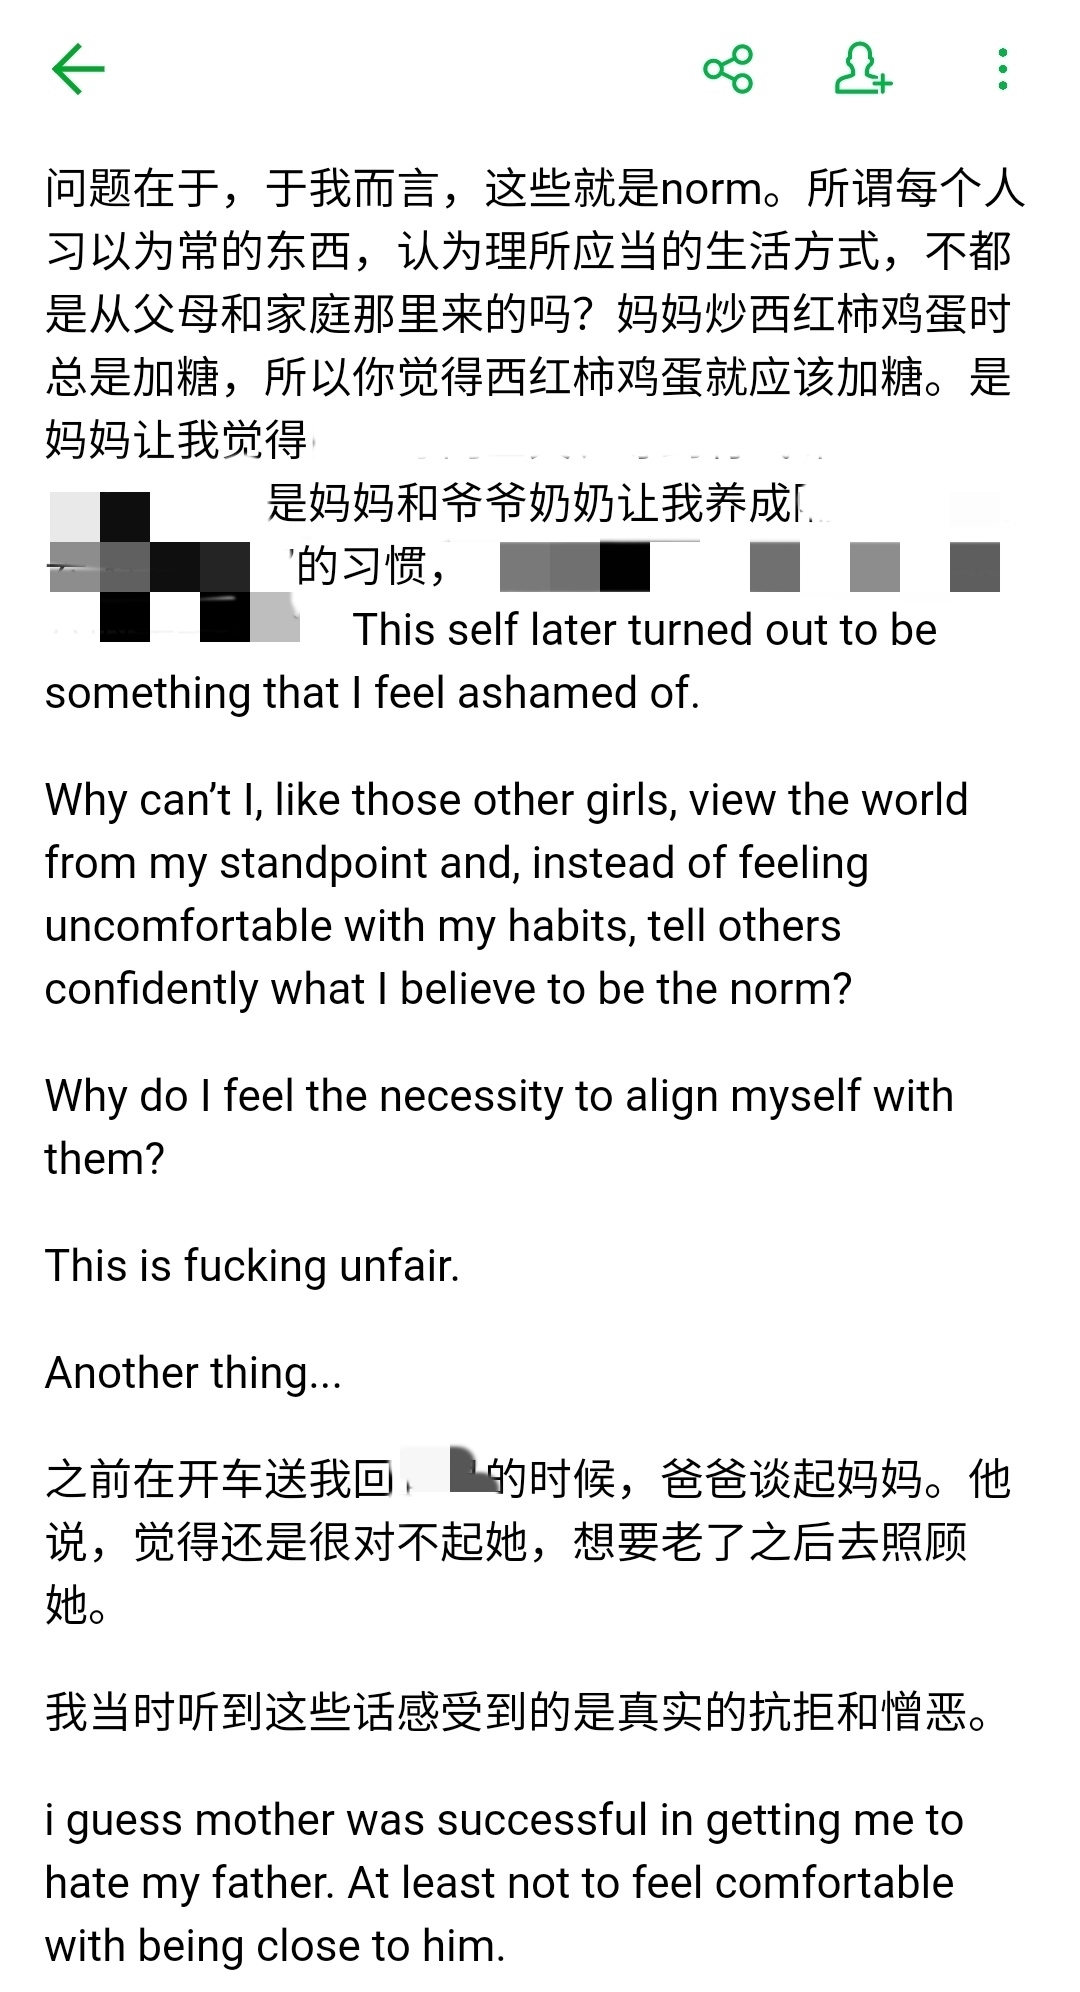 问题在于，于我而言，这些就是norm。所谓每个人
习以为常的东西，认为理所应当的生活方式，不都
是从父母和家庭那里来的吗？妈妈炒西红柿鸡蛋时
总是加糖，所以你觉得西红柿鸡蛋就应该加糖。是
妈妈让我觉得
是妈妈和爷爷奶奶让我养成
的习惯，
This self later turned out to be
something that I feel ashamed of.
Why can’t I, like those other girls, view the world
from my standpoint and, instead of feeling
uncomfortable with my habits, tell others
confidently what I believe to be the norm?
Why do I feel the necessity to align myself with
them?
This is fucking unfair.
Another thing...
之前在开车送我回的时候，爸爸谈起妈妈。他
说，觉得还是很对不起她，想要老了之后去照顾
她。
我当时听到这些话感受到的是真实的抗拒和憎恶。
i guess mother was successful in getting me to
hate my father. At least not to feel comfortable
with being close to him.